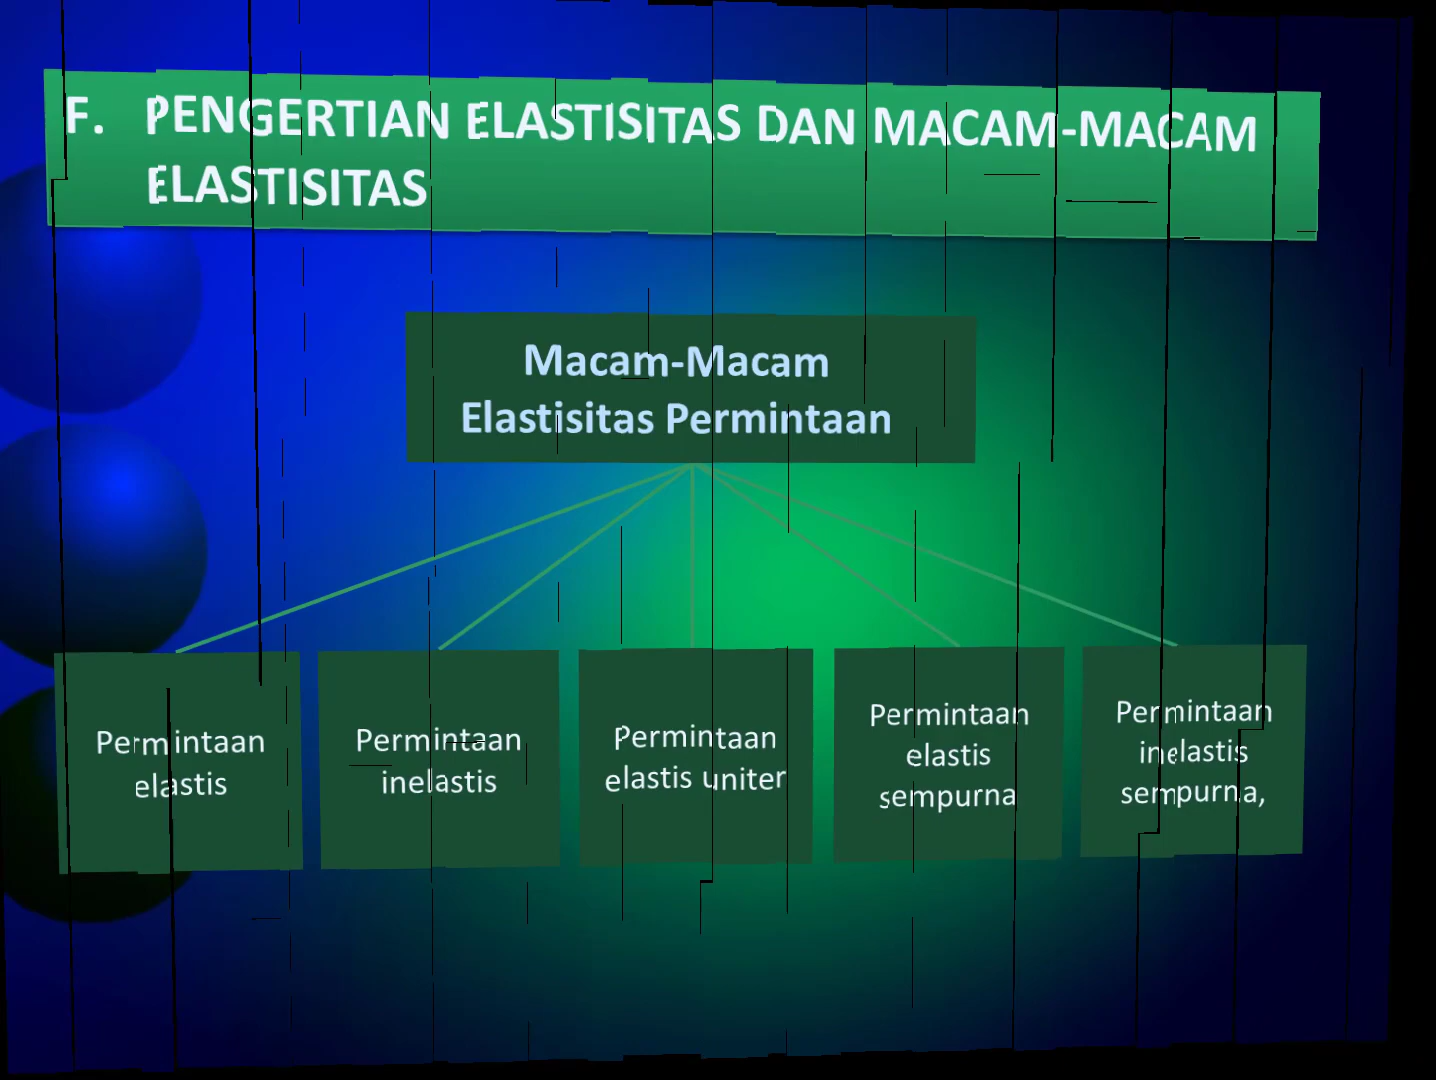 F. PENGERTIAN ELASTISITAS DAN MACAM-MACAM
ELASTISITAS
Macam-Macam
Elastisitas Permintaan
Permintaan
elastis
Permintaan
inelastis
Permintaan
elastis uniter
Permintaan
elastis
sempurna
Permintaan
inelastis
sempurna,